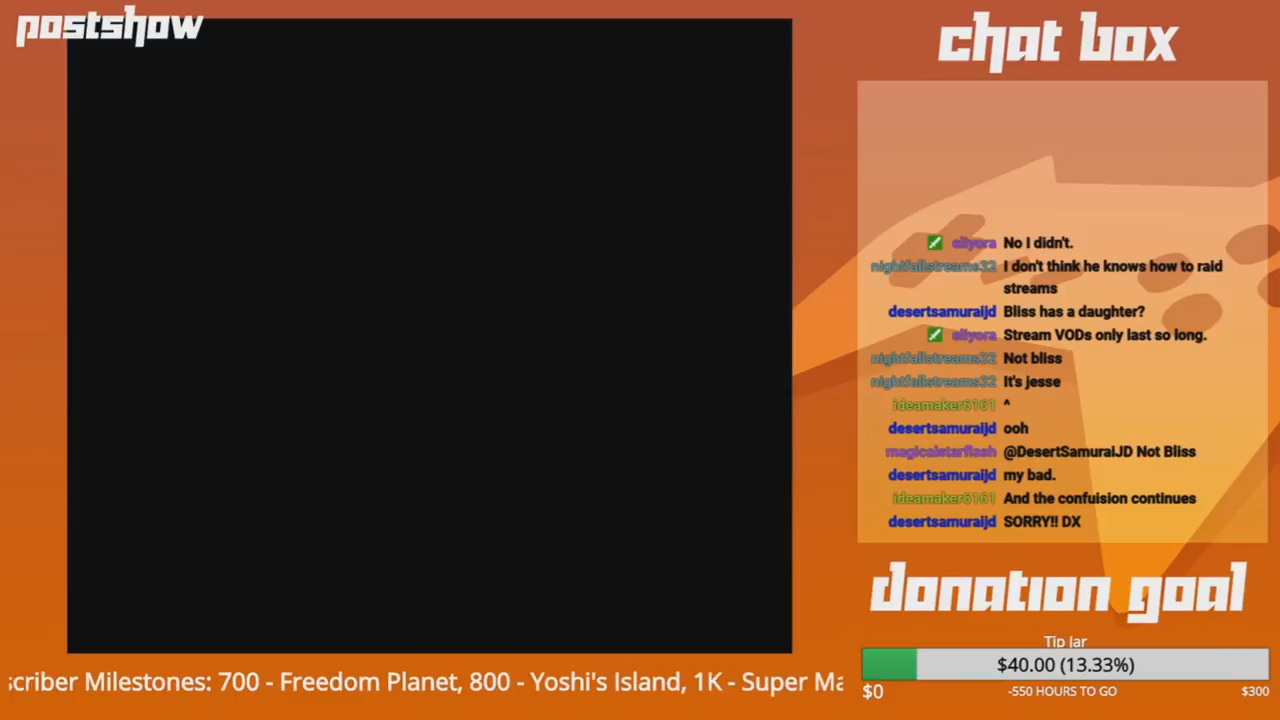 postshow
chat box
eliyora No I didn't.
nightfallstreams32 I don't think he knows how to raid
streams
desertsamuraijd Bliss has a daughter?
eliyora Stream VODs only last so long.
nightfallstreams32 Not bliss
nightfallstreams32 It's jesse
ideamaker6161 ^
desertsamuraijd ooh
magicalstarflash @DesertSamuraiJD Not Bliss
desertsamuraijd my bad.
ideamaker6161 And the confuision continues
desertsamuraijd SORRY!! DX
donation goal
Tip Jar
$40.00 (13.33%)
$0 -550 HOURS TO GO $300
scriber Milestones: 700 - Freedom Planet, 800 - Yoshi's Island, 1K - Super Ma